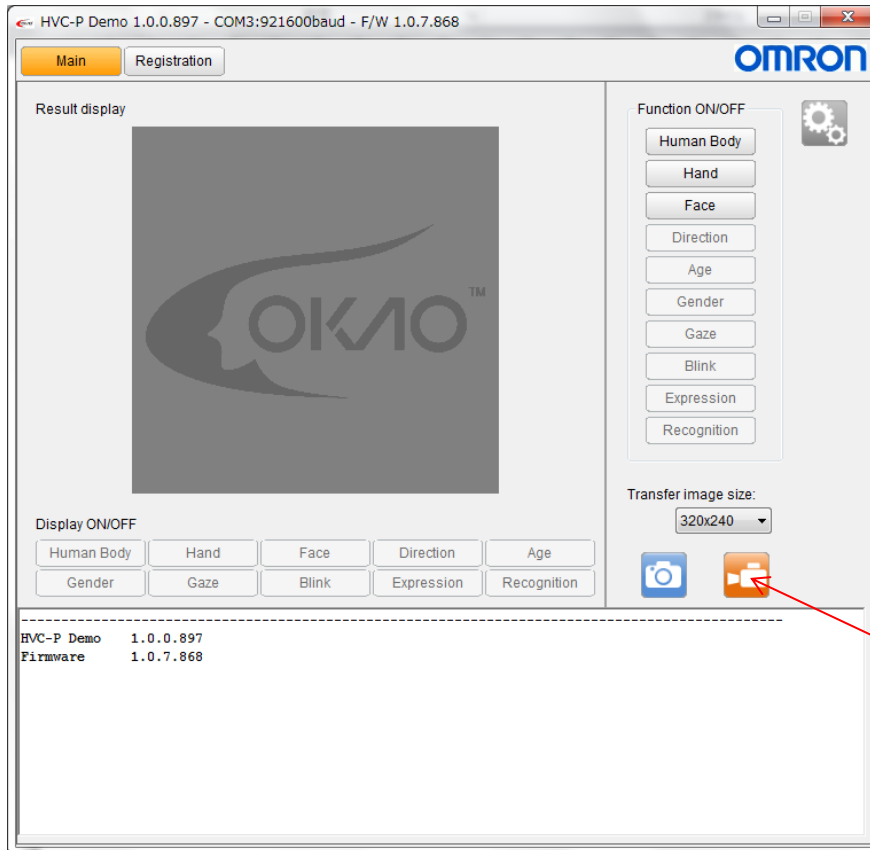 HVC-P Demo 1.0.0.897 - COM3:921600baud - F/W 1.0.7.868
Main Registration
OMRON
Result display
OKAO™
Function ON/OFF
Human Body
Hand
Face
Direction
Age
Gender
Gaze
Blink
Expression
Recognition
Transfer image size:
320x240
Display ON/OFF
Human Body Hand Face Direction Age
Gender Gaze Blink Expression Recognition
--------------------------------------------------------------------------------
HVC-P Demo 1.0.0.897
Firmware 1.0.7.868